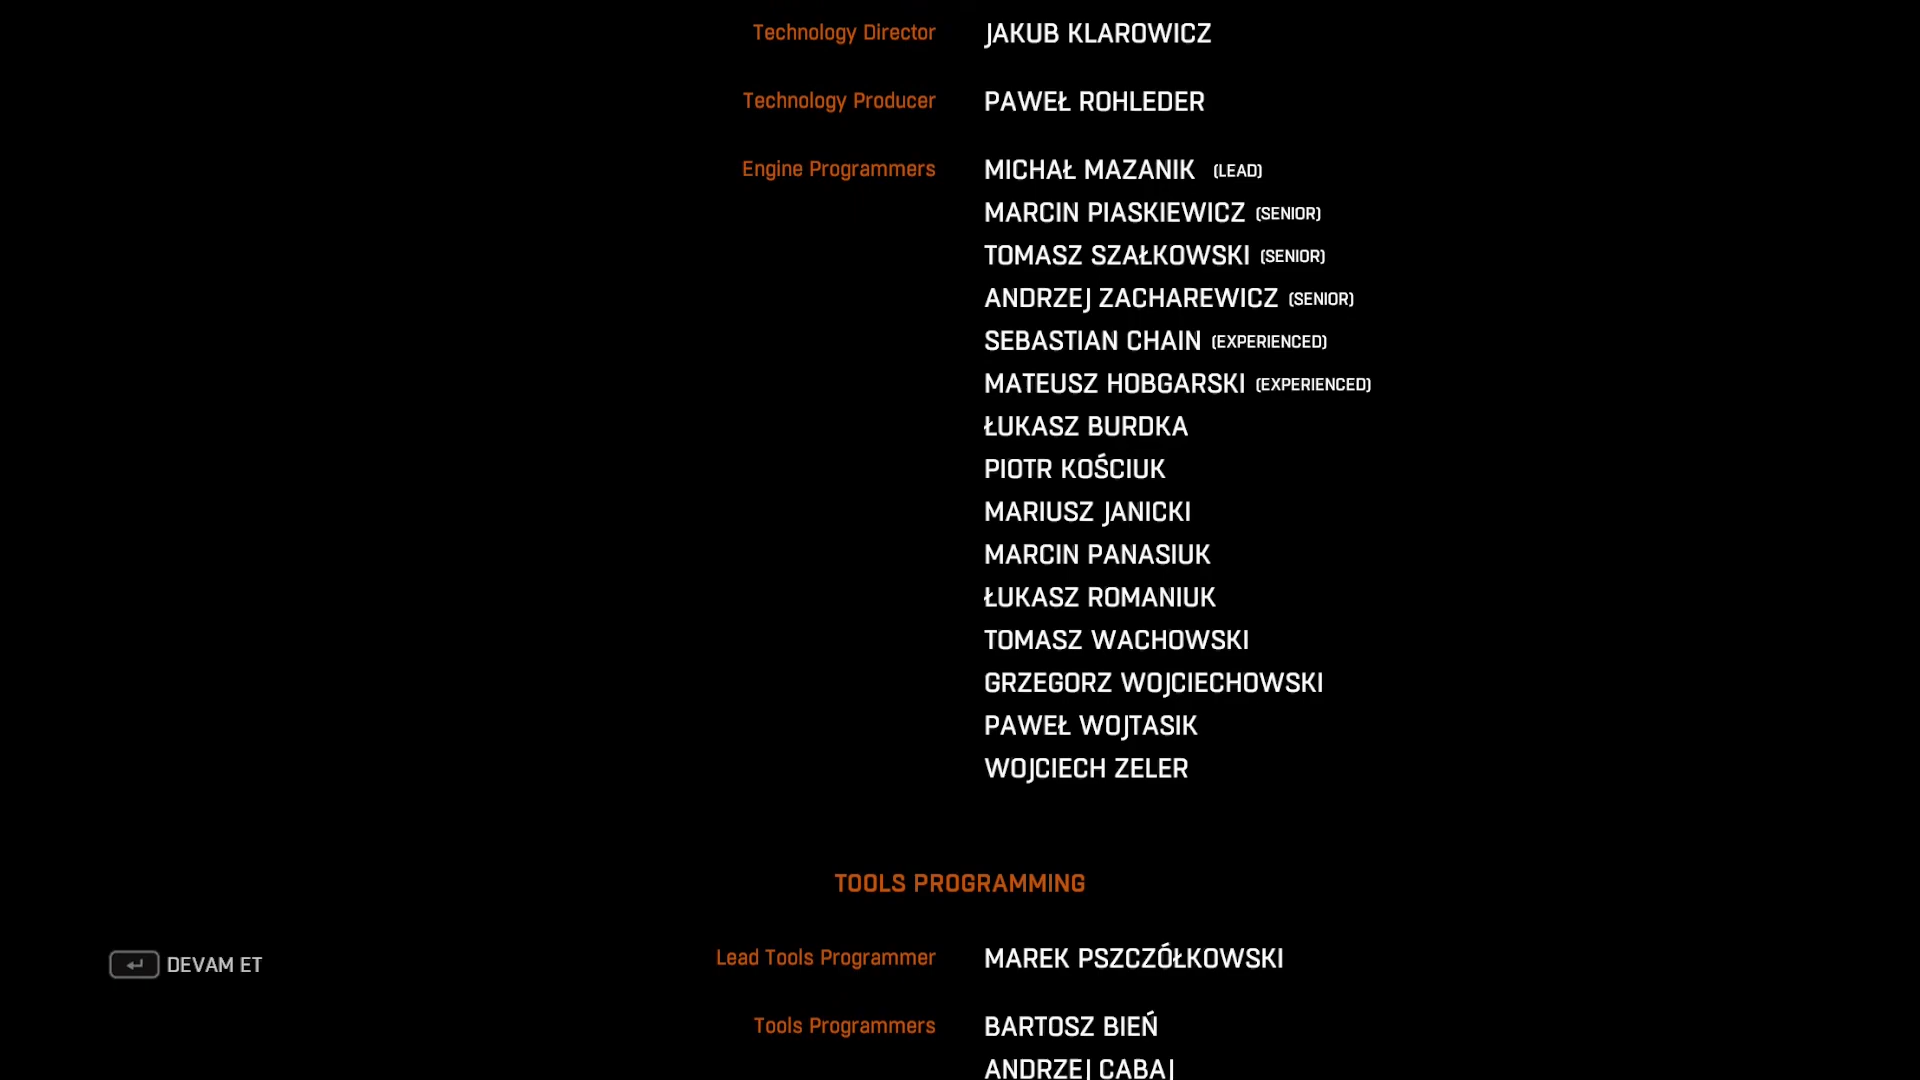 Technology Director JAKUB KLAROWICZ
Technology Producer PAWEŁ ROHLEDER
Engine Programmers MICHAŁ MAZANIK (LEAD)
MARCIN PIASKIEWICZ (SENIOR)
TOMASZ SZAŁKOWSKI (SENIOR)
ANDRZEJ ZACHAREWICZ (SENIOR)
SEBASTIAN CHAIN (EXPERIENCED)
MATEUSZ HOBGARSKI (EXPERIENCED)
ŁUKASZ BURDKA
PIOTR KOŚCIUK
MARIUSZ JANICKI
MARCIN PANASIUK
ŁUKASZ ROMANIUK
TOMASZ WACHOWSKI
GRZEGORZ WOJCIECHOWSKI
PAWEŁ WOJTASIK
WOJCIECH ZELER
TOOLS PROGRAMMING
Lead Tools Programmer MAREK PSZCZÓŁKOWSKI
DEVAM ET
Tools Programmers BARTOSZ BIEŃ
ANDRZEJ CABAJ